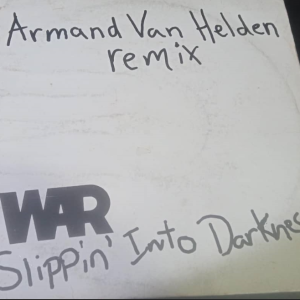 Armand Van Helden
remix
WAR
Slippin' Into Darknes